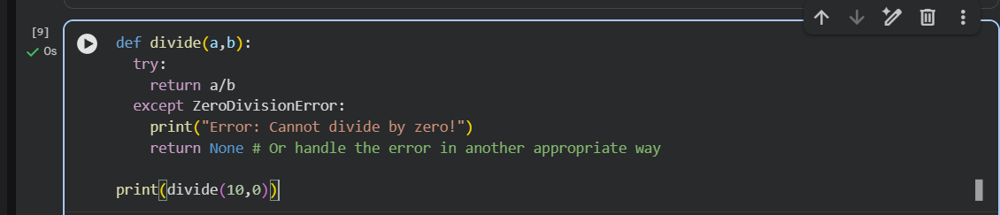 [9]
0s
def divide(a,b):
  try:
    return a/b
  except ZeroDivisionError:
    print("Error: Cannot divide by zero!")
    return None # Or handle the error in another appropriate way

print(divide(10,0))